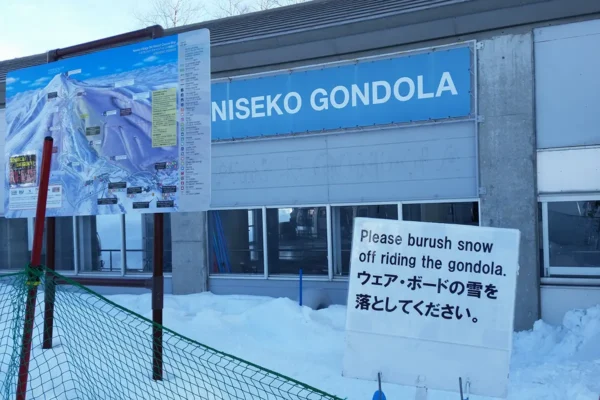 NISEKO GONDOLA
Please burush snow
off riding the gondola.
ウェア・ボードの雪を
落としてください。